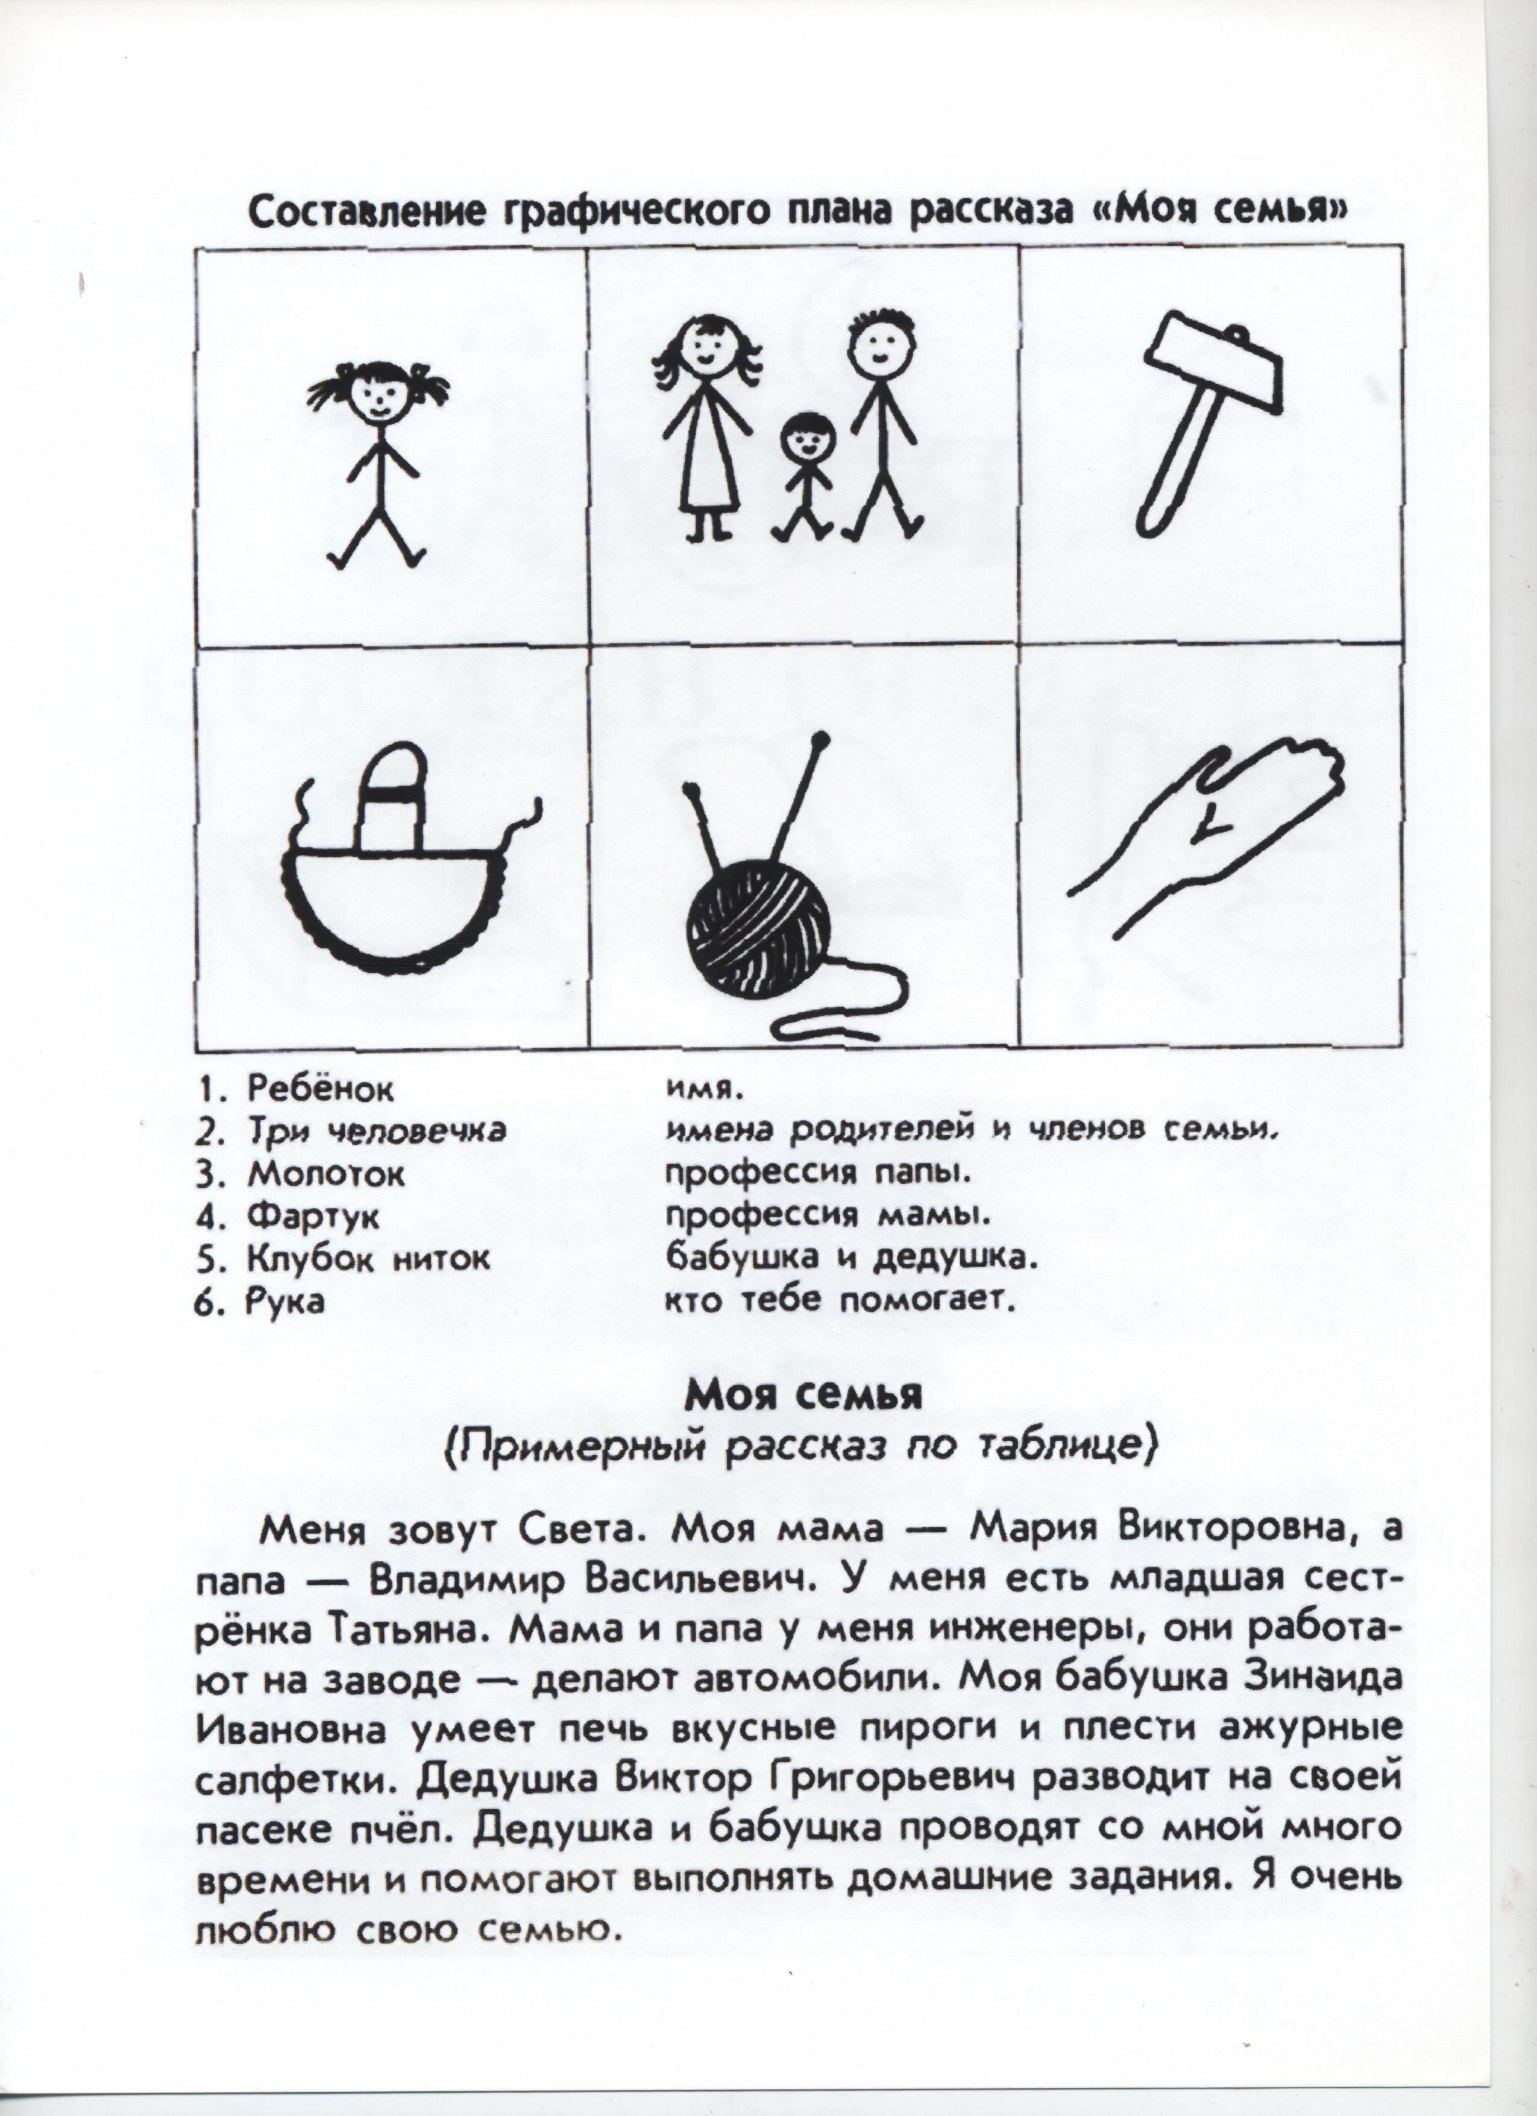 Составление графического плана рассказа «Моя семья»
1. Ребёнок имя.
2. Три человечка имена родителей и членов семьи.
3. Молоток профессия папы.
4. Фартук профессия мамы.
5. Клубок ниток бабушка и дедушка.
6. Рука кто тебе помогает.
Моя семья
(Примерный рассказ по таблице)
Меня зовут Света. Моя мама — Мария Викторовна, а
папа — Владимир Васильевич. У меня есть младшая сест-
рёнка Татьяна. Мама и папа у меня инженеры, они работа-
ют на заводе — делают автомобили. Моя бабушка Зинаида
Ивановна умеет печь вкусные пироги и плести ажурные
салфетки. Дедушка Виктор Григорьевич разводит на своей
пасеке пчёл. Дедушка и бабушка проводят со мной много
времени и помогают выполнять домашние задания. Я очень
люблю свою семью.